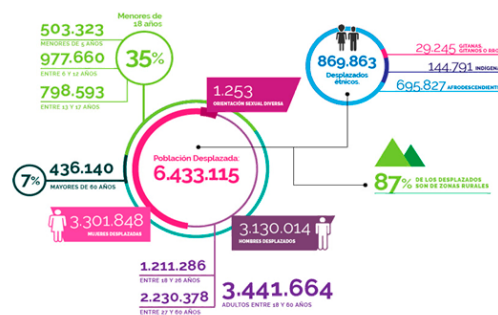 Menores de
18 años
503.323
MENORES DE 5 AÑOS
977.660
ENTRE 6 Y 12 AÑOS
798.593
ENTRE 13 Y 17 AÑOS
35%
869.863
Desplazados
étnicos.
29.245 GITANAS,
144.791 INDIGENA
695.827 AFRODESCENDIENTE
1.253
ORIENTACIÓN SEXUAL DIVERSA
Población Desplazada:
6.433.115
7%
436.140
MAYORES DE 60 AÑOS
87% DE LOS DESPLAZADOS
SON DE ZONAS RURALES
3.301.848
MUJERES DESPLAZADAS
3.130.014
HOMBRES DESPLAZADOS
1.211.286
ENTRE 18 Y 26 AÑOS
2.230.378
ENTRE 27 Y 60 AÑOS
3.441.664
ADULTOS ENTRE 18 Y 60 AÑOS